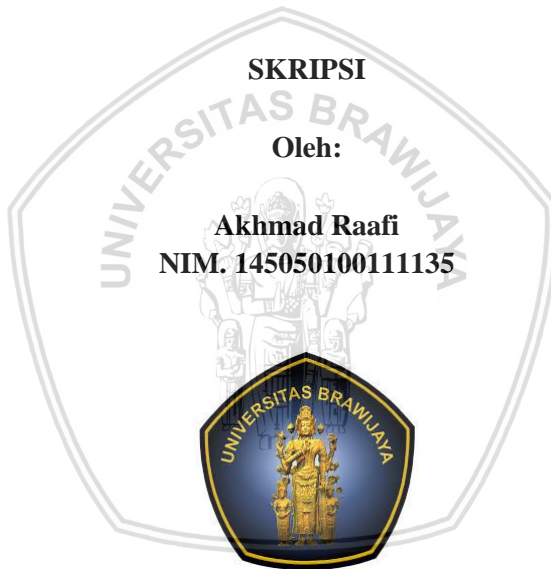 SKRIPSI
Oleh:
Akhmad Raafi
NIM. 145050100111135
UNIVERSITAS BRAWIJAYA
UNIVERSITAS BRAWIJAYA